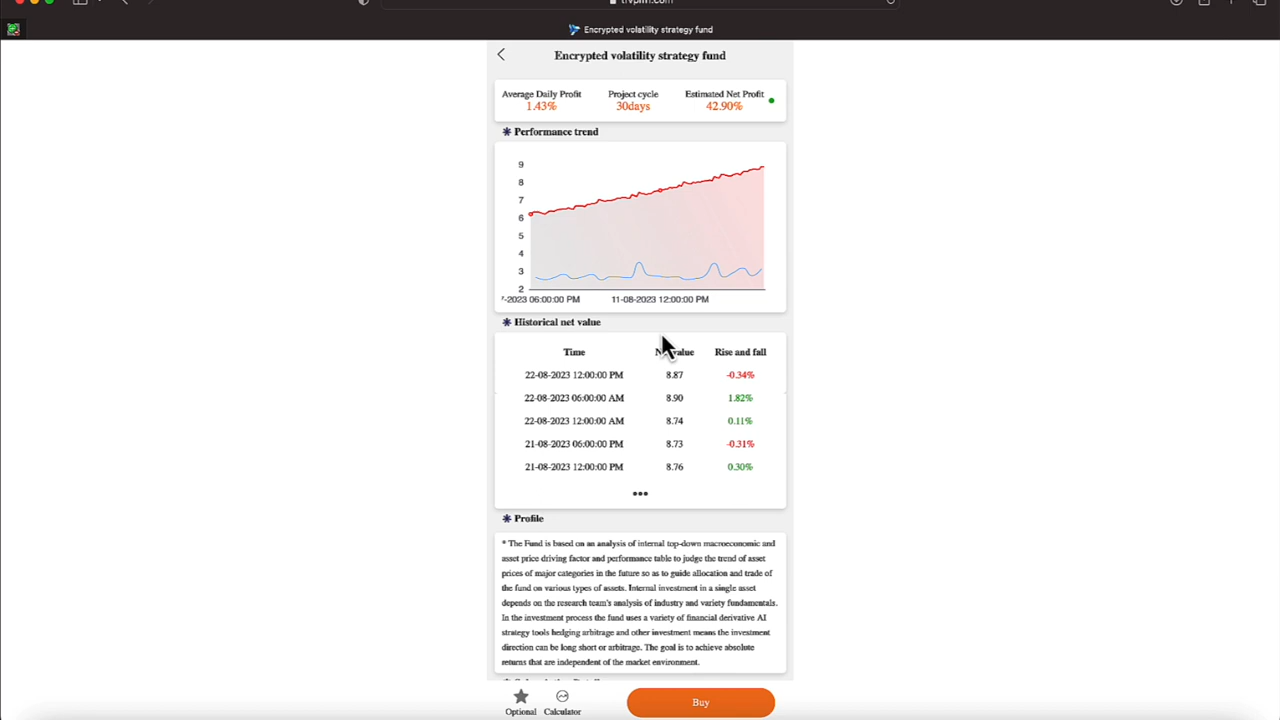 Encrypted volatility strategy fund
Encrypted volatility strategy fund
Average Daily Profit Project cycle Estimated Net Profit
1.43% 30days 42.90%
Performance trend
9
8
7
6
5
4
3
2
-2023 06:00:00 PM 11-08-2023 12:00:00 PM
Historical net value
Time value Rise and fall
22-08-2023 12:00:00 PM 8.87 -0.34%
22-08-2023 06:00:00 AM 8.90 1.82%
22-08-2023 12:00:00 AM 8.74 0.11%
21-08-2023 06:00:00 PM 8.73 -0.31%
21-08-2023 12:00:00 PM 8.76 0.30%
Profile
* The Fund is based on an analysis of internal top-down macroeconomic and
asset price driving factor and performance table to judge the trend of asset
prices of major categories in the future so as to guide allocation and trade of
the fund on various types of assets. Internal investment in a single asset
depends on the research team's analysis of industry and variety fundamentals.
In the investment process the fund uses a variety of financial derivative AI
strategy tools hedging arbitrage and other investment means the investment
direction can be long short or arbitrage. The goal is to achieve absolute
returns that are independent of the market environment.
Optional Calculator Buy